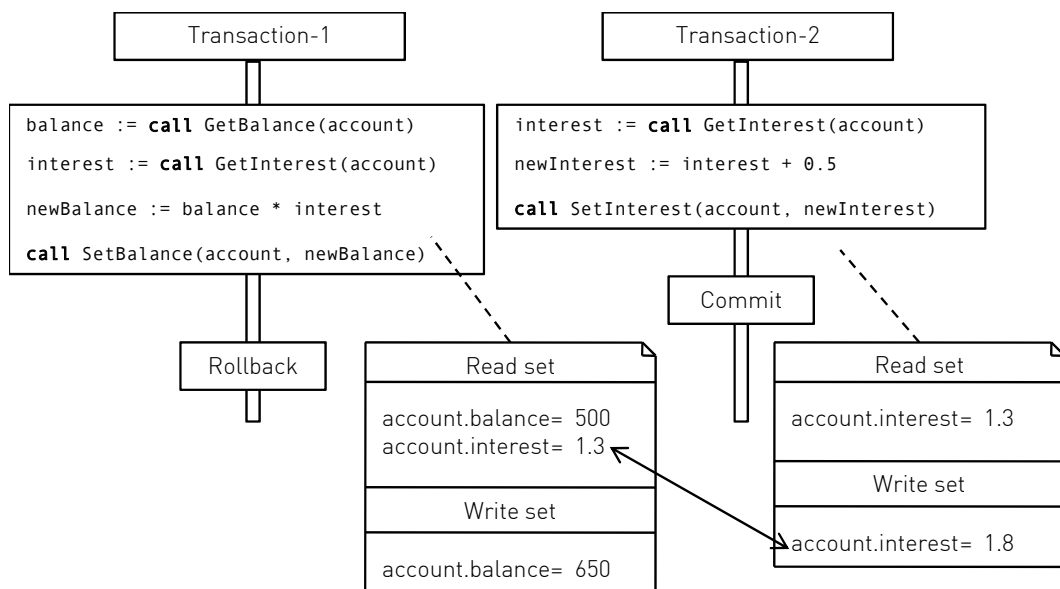 Transaction-1
balance := call GetBalance(account)
interest := call GetInterest(account)
newBalance := balance * interest
call SetBalance(account, newBalance)
Rollback
Transaction-2
interest := call GetInterest(account)
newInterest := interest + 0.5
call SetInterest(account, newInterest)
Commit
Read set
account.balance= 500
account.interest= 1.3
Write set
account.balance= 650
Read set
account.interest= 1.3
Write set
account.interest= 1.8